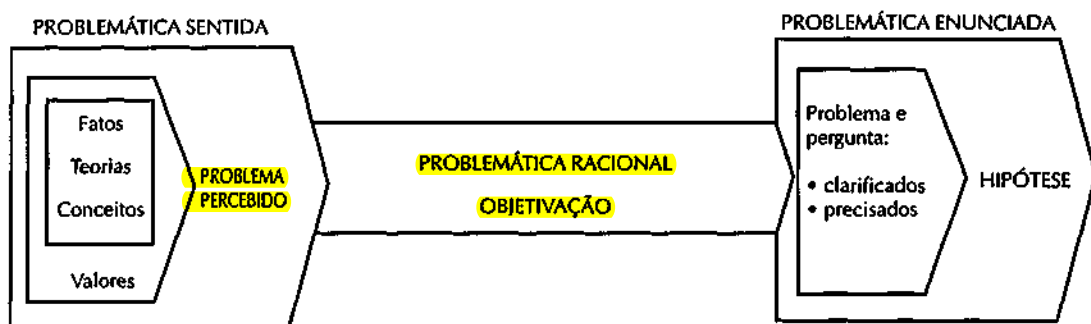 PROBLEMÁTICA SENTIDA
Fatos
Teorias
Conceitos
Valores
PROBLEMA
PERCEBIDO
PROBLEMÁTICA RACIONAL
OBJETIVAÇÃO
PROBLEMÁTICA ENUNCIADA
Problema e
pergunta:
• clarificados
• precisados
HIPÓTESE